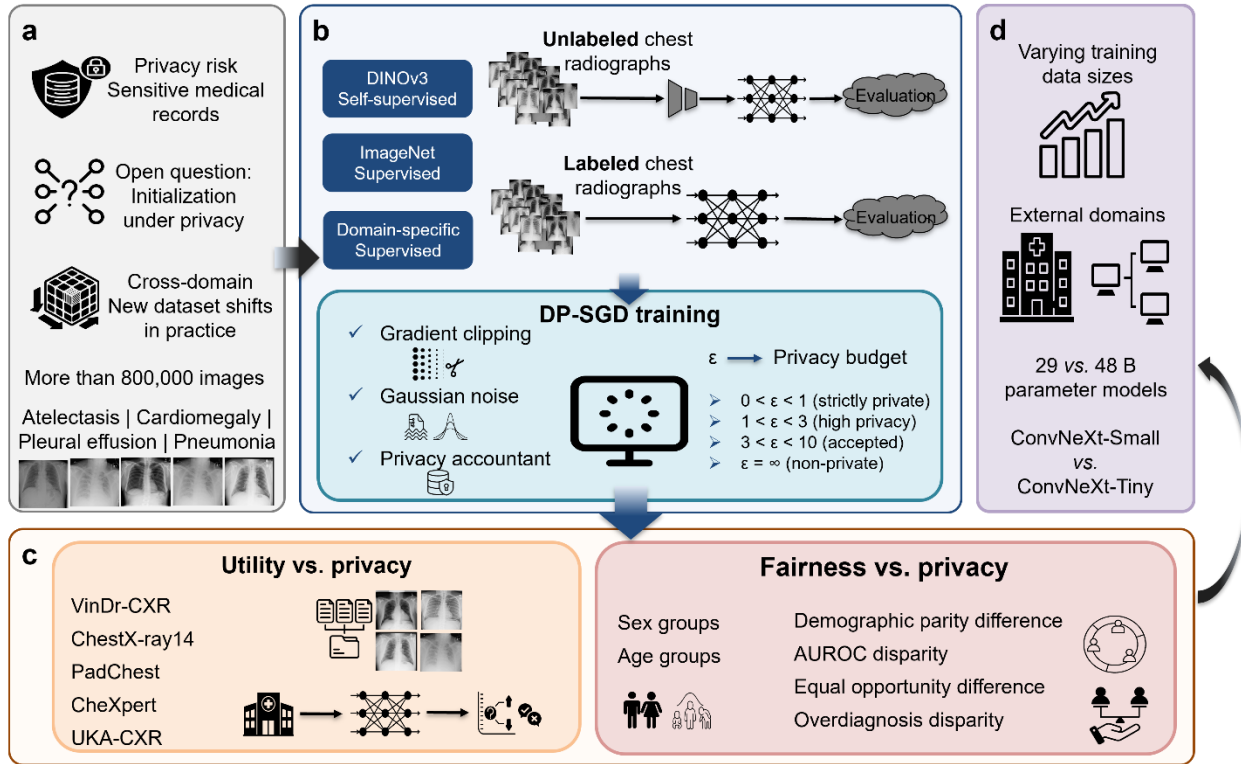 a
Privacy risk
Sensitive medical
records
Open question:
Initialization
under privacy
Cross-domain
New dataset shifts
in practice
More than 800,000 images
Atelectasis | Cardiomegaly |
Pleural effusion | Pneumonia
b
DINOv3
Self-supervised
ImageNet
Supervised
Domain-specific
Supervised
Unlabeled chest
radiographs
Evaluation
Labeled chest
radiographs
Evaluation
DP-SGD training
✓ Gradient clipping
✓ Gaussian noise
✓ Privacy accountant
ε Privacy budget
0 < ε < 1 (strictly private)
1 < ε < 3 (high privacy)
3 < ε < 10 (accepted)
ε = ∞ (non-private)
d
Varying training
data sizes
External domains
29 vs. 48 B
parameter models
ConvNeXt-Small
vs.
ConvNeXt-Tiny
c
Utility vs. privacy
VinDr-CXR
ChestX-ray14
PadChest
CheXpert
UKA-CXR
Fairness vs. privacy
Sex groups
Age groups
Demographic parity difference
AUROC disparity
Equal opportunity difference
Overdiagnosis disparity